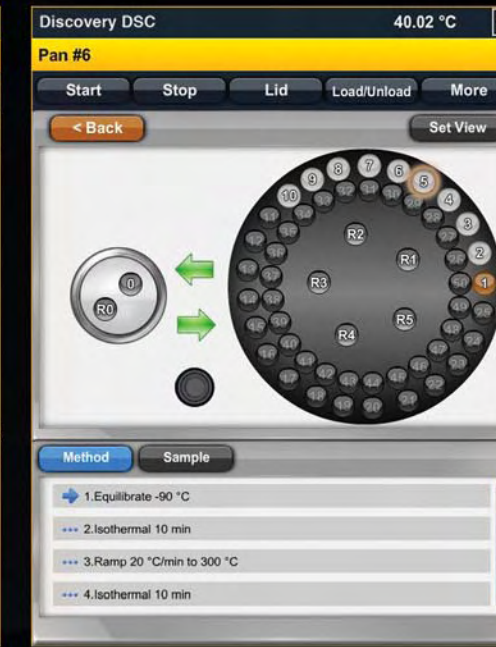 Discovery DSC 40.02 °C
Pan #6
Start Stop Lid Load/Unload More
< Back Set View
10 9 8 7 6 5 4 3 2 1
R2
R1
R3
R4
R5
0
R0
Method Sample
1.Equilibrate -90 °C
2.Isothermal 10 min
3.Ramp 20 °C/min to 300 °C
4.Isothermal 10 min